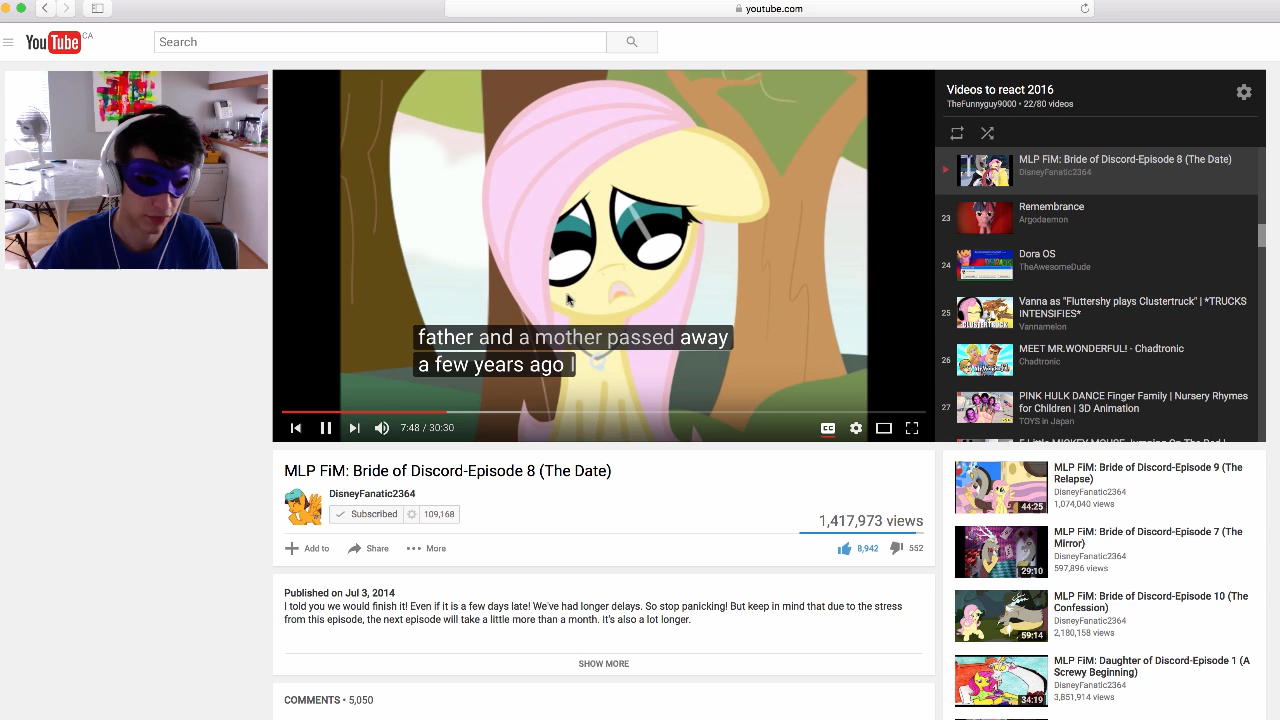 youtube.com
YouTube CA
Search
Videos to react 2016
TheFunnyguy9000 • 22/80 videos
MLP FiM: Bride of Discord-Episode 8 (The Date)
DisneyFanatic2364
23
Remembrance
Argodaemon
24
Dora OS
TheAwesomeDude
25
Vanna as "Fluttershy plays Clustertruck" | *TRUCKS
INTENSIFIES*
Vannamelon
CLUSTERTRUCK
26
MEET MR.WONDERFUL! - Chadtronic
Chadtronic
27
PINK HULK DANCE Finger Family | Nursery Rhymes
for Children | 3D Animation
TOYS in Japan
5 Little MICKEY MOUSE Jumping On The Bed |
father and a mother passed away
a few years ago I
7:48 / 30:30
CC
MLP FiM: Bride of Discord-Episode 8 (The Date)
DisneyFanatic2364
Subscribed 109,168
1,417,973 views
Add to Share More
8,942 552
Published on Jul 3, 2014
I told you we would finish it! Even if it is a few days late! We've had longer delays. So stop panicking! But keep in mind that due to the stress
from this episode, the next episode will take a little more than a month. It's also a lot longer.
SHOW MORE
COMMENTS • 5,050
MLP FiM: Bride of Discord-Episode 9 (The
Relapse)
DisneyFanatic2364
1,074,040 views
44:25
MLP FiM: Bride of Discord-Episode 7 (The
Mirror)
DisneyFanatic2364
597,896 views
29:10
MLP FiM: Bride of Discord-Episode 10 (The
Confession)
DisneyFanatic2364
2,180,158 views
59:14
MLP FiM: Daughter of Discord-Episode 1 (A
Screwy Beginning)
DisneyFanatic2364
3,851,914 views
34:19